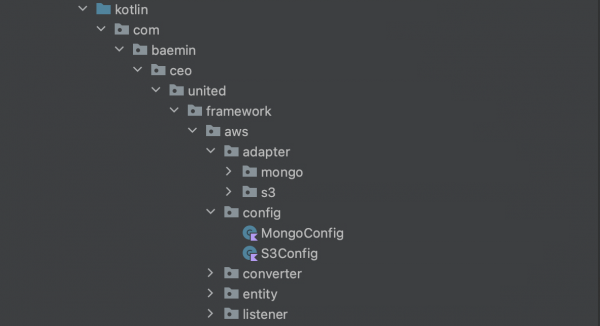 kotlin
com
baemin
ceo
united
framework
aws
adapter
mongo
s3
config
MongoConfig
S3Config
converter
entity
listener